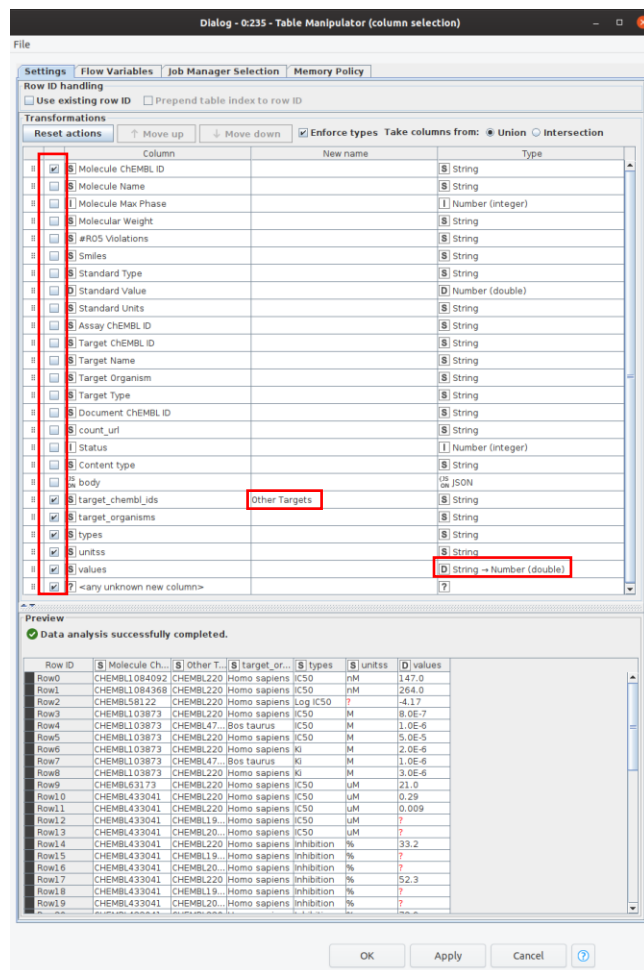 Dialog - 0:235 - Table Manipulator (column selection)
File
Settings Flow Variables Job Manager Selection Memory Policy
Row ID handling
Use existing row ID Prepend table index to row ID
Transformations
Reset actions ↑ Move up ↓ Move down Enforce types Take columns from: Union Intersection
Column New name Type
S Molecule ChEMBL ID S String
S Molecule Name S String
I Molecule Max Phase I Number (integer)
S Molecular Weight S String
S #RO5 Violations S String
S Smiles S String
S Standard Type S String
D Standard Value D Number (double)
S Standard Units S String
S Assay ChEMBL ID S String
S Target ChEMBL ID S String
S Target Name S String
S Target Organism S String
S Target Type S String
S Document ChEMBL ID S String
S count_url S String
I Status I Number (integer)
S Content type S String
JSON body JSON JSON
S target_chembl_ids Other Targets S String
S target_organisms S String
S types S String
S unitss S String
S values D String → Number (double)
? <any unknown new column> ?
Preview
Data analysis successfully completed.
Row ID S Molecule Ch... S Other T... S target_or... S types S unitss D values
Row0 CHEMBL1084092 CHEMBL220 Homo sapiens IC50 nM 147.0
Row1 CHEMBL1084368 CHEMBL220 Homo sapiens IC50 nM 264.0
Row2 CHEMBL58122 CHEMBL220 Homo sapiens Log IC50 ? -4.17
Row3 CHEMBL103873 CHEMBL220 Homo sapiens IC50 M 8.0E-7
Row4 CHEMBL103873 CHEMBL47... Bos taurus IC50 M 1.0E-6
Row5 CHEMBL103873 CHEMBL220 Homo sapiens IC50 M 5.0E-5
Row6 CHEMBL103873 CHEMBL220 Homo sapiens Ki M 2.0E-6
Row7 CHEMBL103873 CHEMBL47... Bos taurus Ki M 1.0E-6
Row8 CHEMBL103873 CHEMBL220 Homo sapiens Ki M 3.0E-6
Row9 CHEMBL63173 CHEMBL220 Homo sapiens IC50 uM 21.0
Row10 CHEMBL433041 CHEMBL220 Homo sapiens IC50 uM 0.29
Row11 CHEMBL433041 CHEMBL220 Homo sapiens IC50 uM 0.009
Row12 CHEMBL433041 CHEMBL19... Homo sapiens IC50 uM ?
Row13 CHEMBL433041 CHEMBL20... Homo sapiens IC50 uM ?
Row14 CHEMBL433041 CHEMBL220 Homo sapiens Inhibition % 33.2
Row15 CHEMBL433041 CHEMBL19... Homo sapiens Inhibition % ?
Row16 CHEMBL433041 CHEMBL20... Homo sapiens Inhibition % ?
Row17 CHEMBL433041 CHEMBL220 Homo sapiens Inhibition % 52.3
Row18 CHEMBL433041 CHEMBL19... Homo sapiens Inhibition % ?
Row19 CHEMBL433041 CHEMBL20... Homo sapiens Inhibition % ?
OK Apply Cancel ?